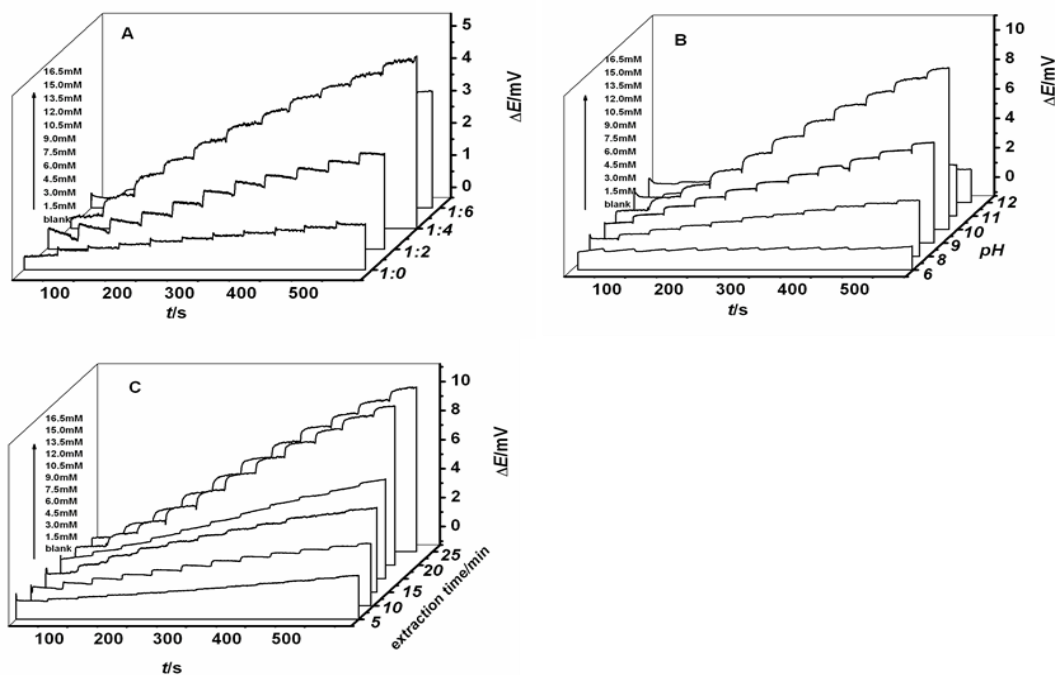 A
16.5mM
15.0mM
13.5mM
12.0mM
10.5mM
9.0mM
7.5mM
6.0mM
4.5mM
3.0mM
1.5mM
blank
5
4
3
2
1
0
ΔE/mV
1:6
1:4
1:2
1:0
100 200 300 400 500
t/s
B
16.5mM
15.0mM
13.5mM
12.0mM
10.5mM
9.0mM
7.5mM
6.0mM
4.5mM
3.0mM
1.5mM
blank
10
8
6
4
2
0
ΔE/mV
12
11
10
9
8
6
pH
100 200 300 400 500
t/s
C
16.5mM
15.0mM
13.5mM
12.0mM
10.5mM
9.0mM
7.5mM
6.0mM
4.5mM
3.0mM
1.5mM
blank
10
8
6
4
2
0
ΔE/mV
25
20
15
10
5
extraction time/min
100 200 300 400 500
t/s